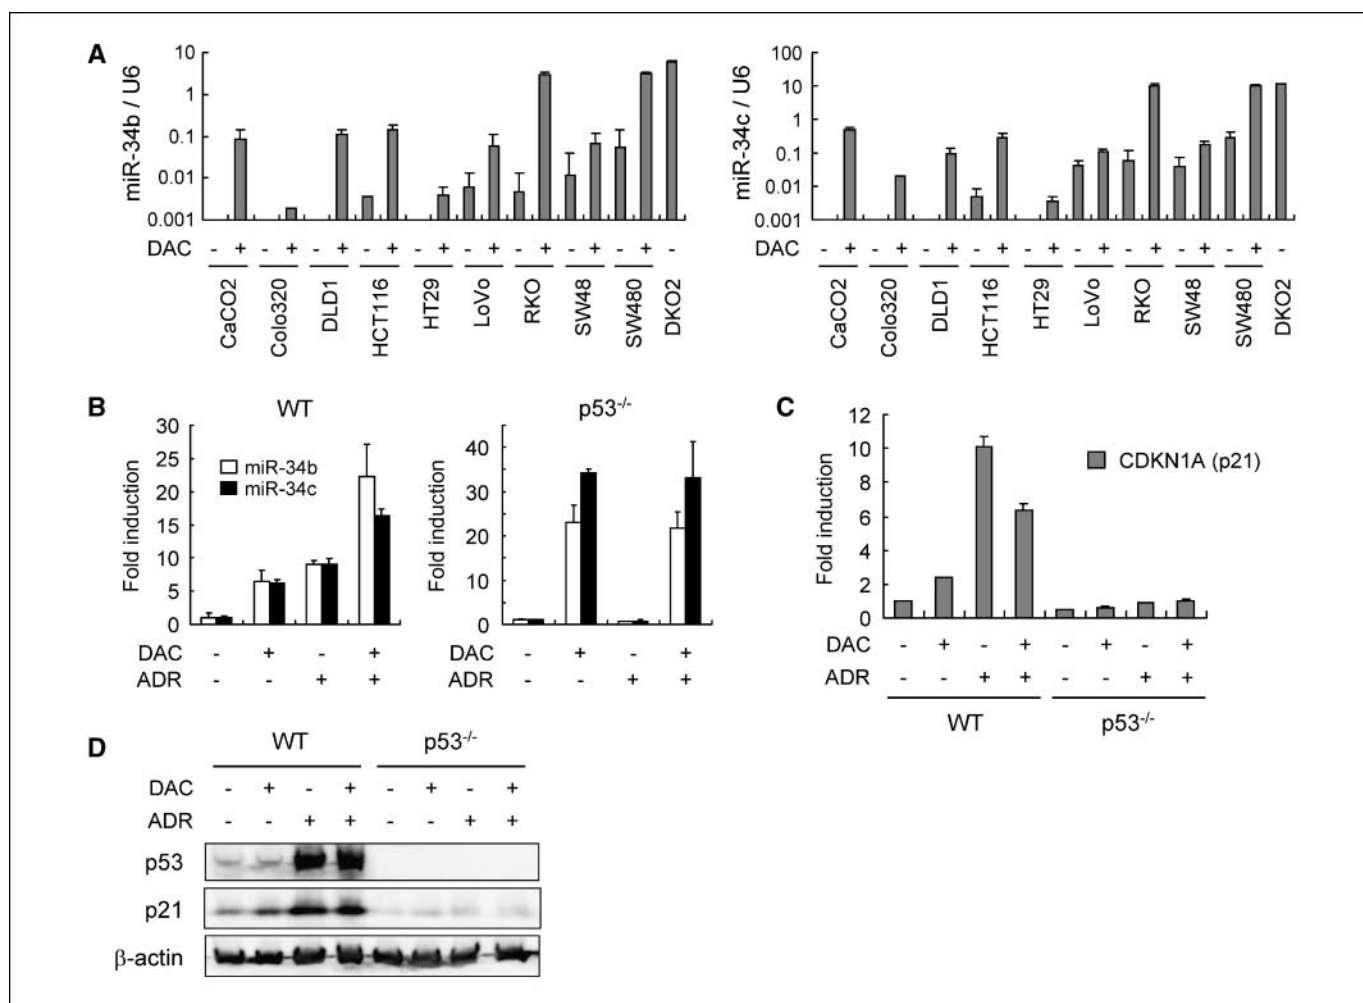 A
miR-34b / U6
10
1
0.1
0.01
0.001
DAC - + - + - + - + - + - + - + - + - + -
CaCO2
Colo320
DLD1
HCT116
HT29
LoVo
RKO
SW48
SW480
DKO2
miR-34c / U6
100
10
1
0.1
0.01
0.001
DAC - + - + - + - + - + - + - + - + - + -
CaCO2
Colo320
DLD1
HCT116
HT29
LoVo
RKO
SW48
SW480
DKO2
B
WT
Fold induction
30
25
20
15
10
5
0
miR-34b
miR-34c
DAC - + - +
ADR - - + +
p53-/-
Fold induction
40
30
20
10
0
DAC - + - +
ADR - - + +
C
Fold induction
12
10
8
6
4
2
0
CDKN1A (p21)
DAC - + - + - + - +
ADR - - + + - - + +
WT p53-/-
D
WT p53-/-
DAC - + - + - + - +
ADR - - + + - - + +
p53
p21
β-actin